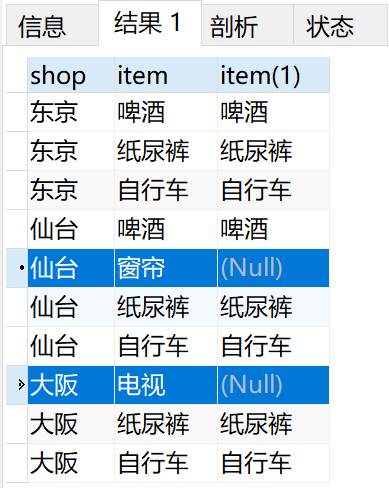 信息 结果 1 剖析 状态
shop item item(1)
东京 啤酒 啤酒
东京 纸尿裤 纸尿裤
东京 自行车 自行车
仙台 啤酒 啤酒
仙台 窗帘 (Null)
仙台 纸尿裤 纸尿裤
仙台 自行车 自行车
大阪 电视 (Null)
大阪 纸尿裤 纸尿裤
大阪 自行车 自行车